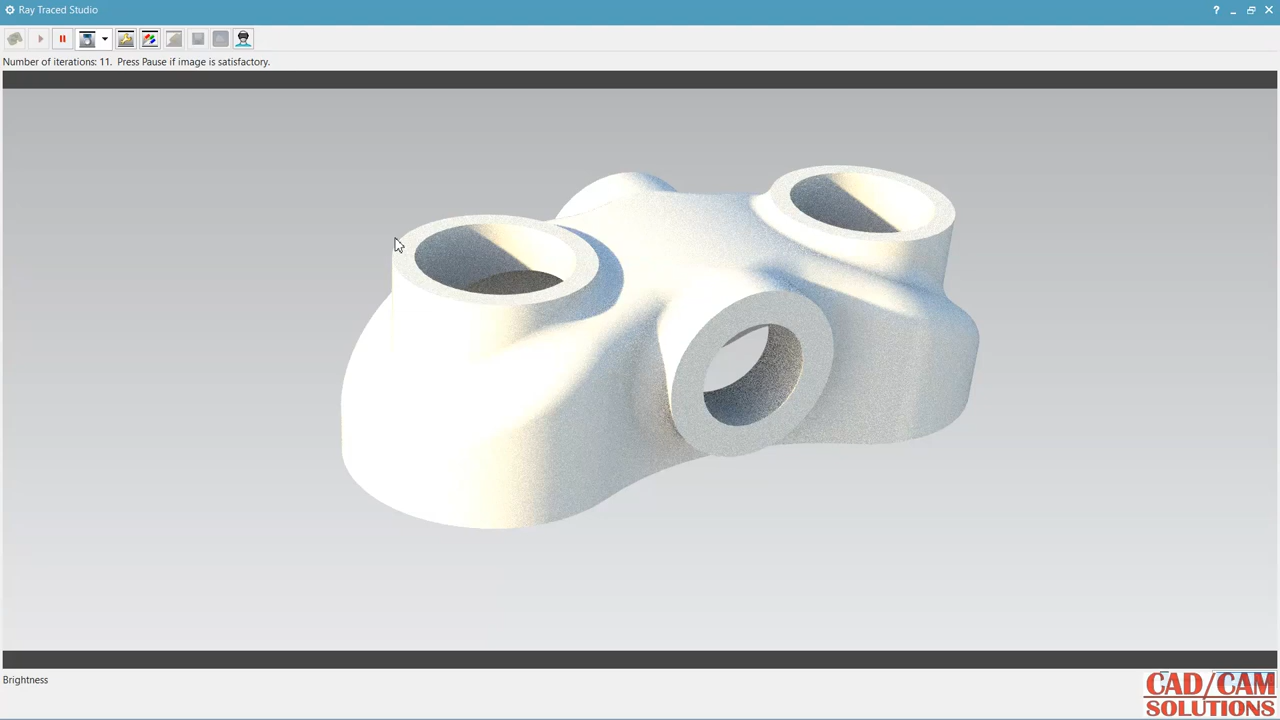 Ray Traced Studio
Number of iterations: 11.  Press Pause if image is satisfactory.
Brightness
CAD/CAM
SOLUTIONS